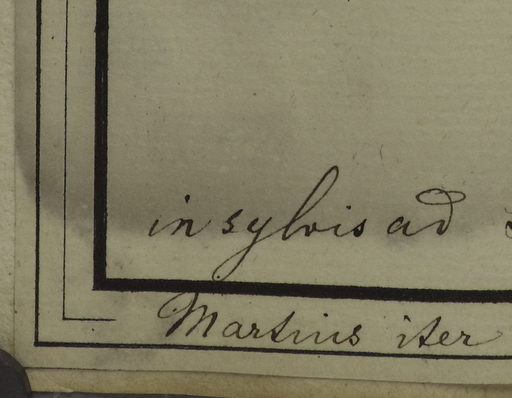 in sylvis ad
Martius iter